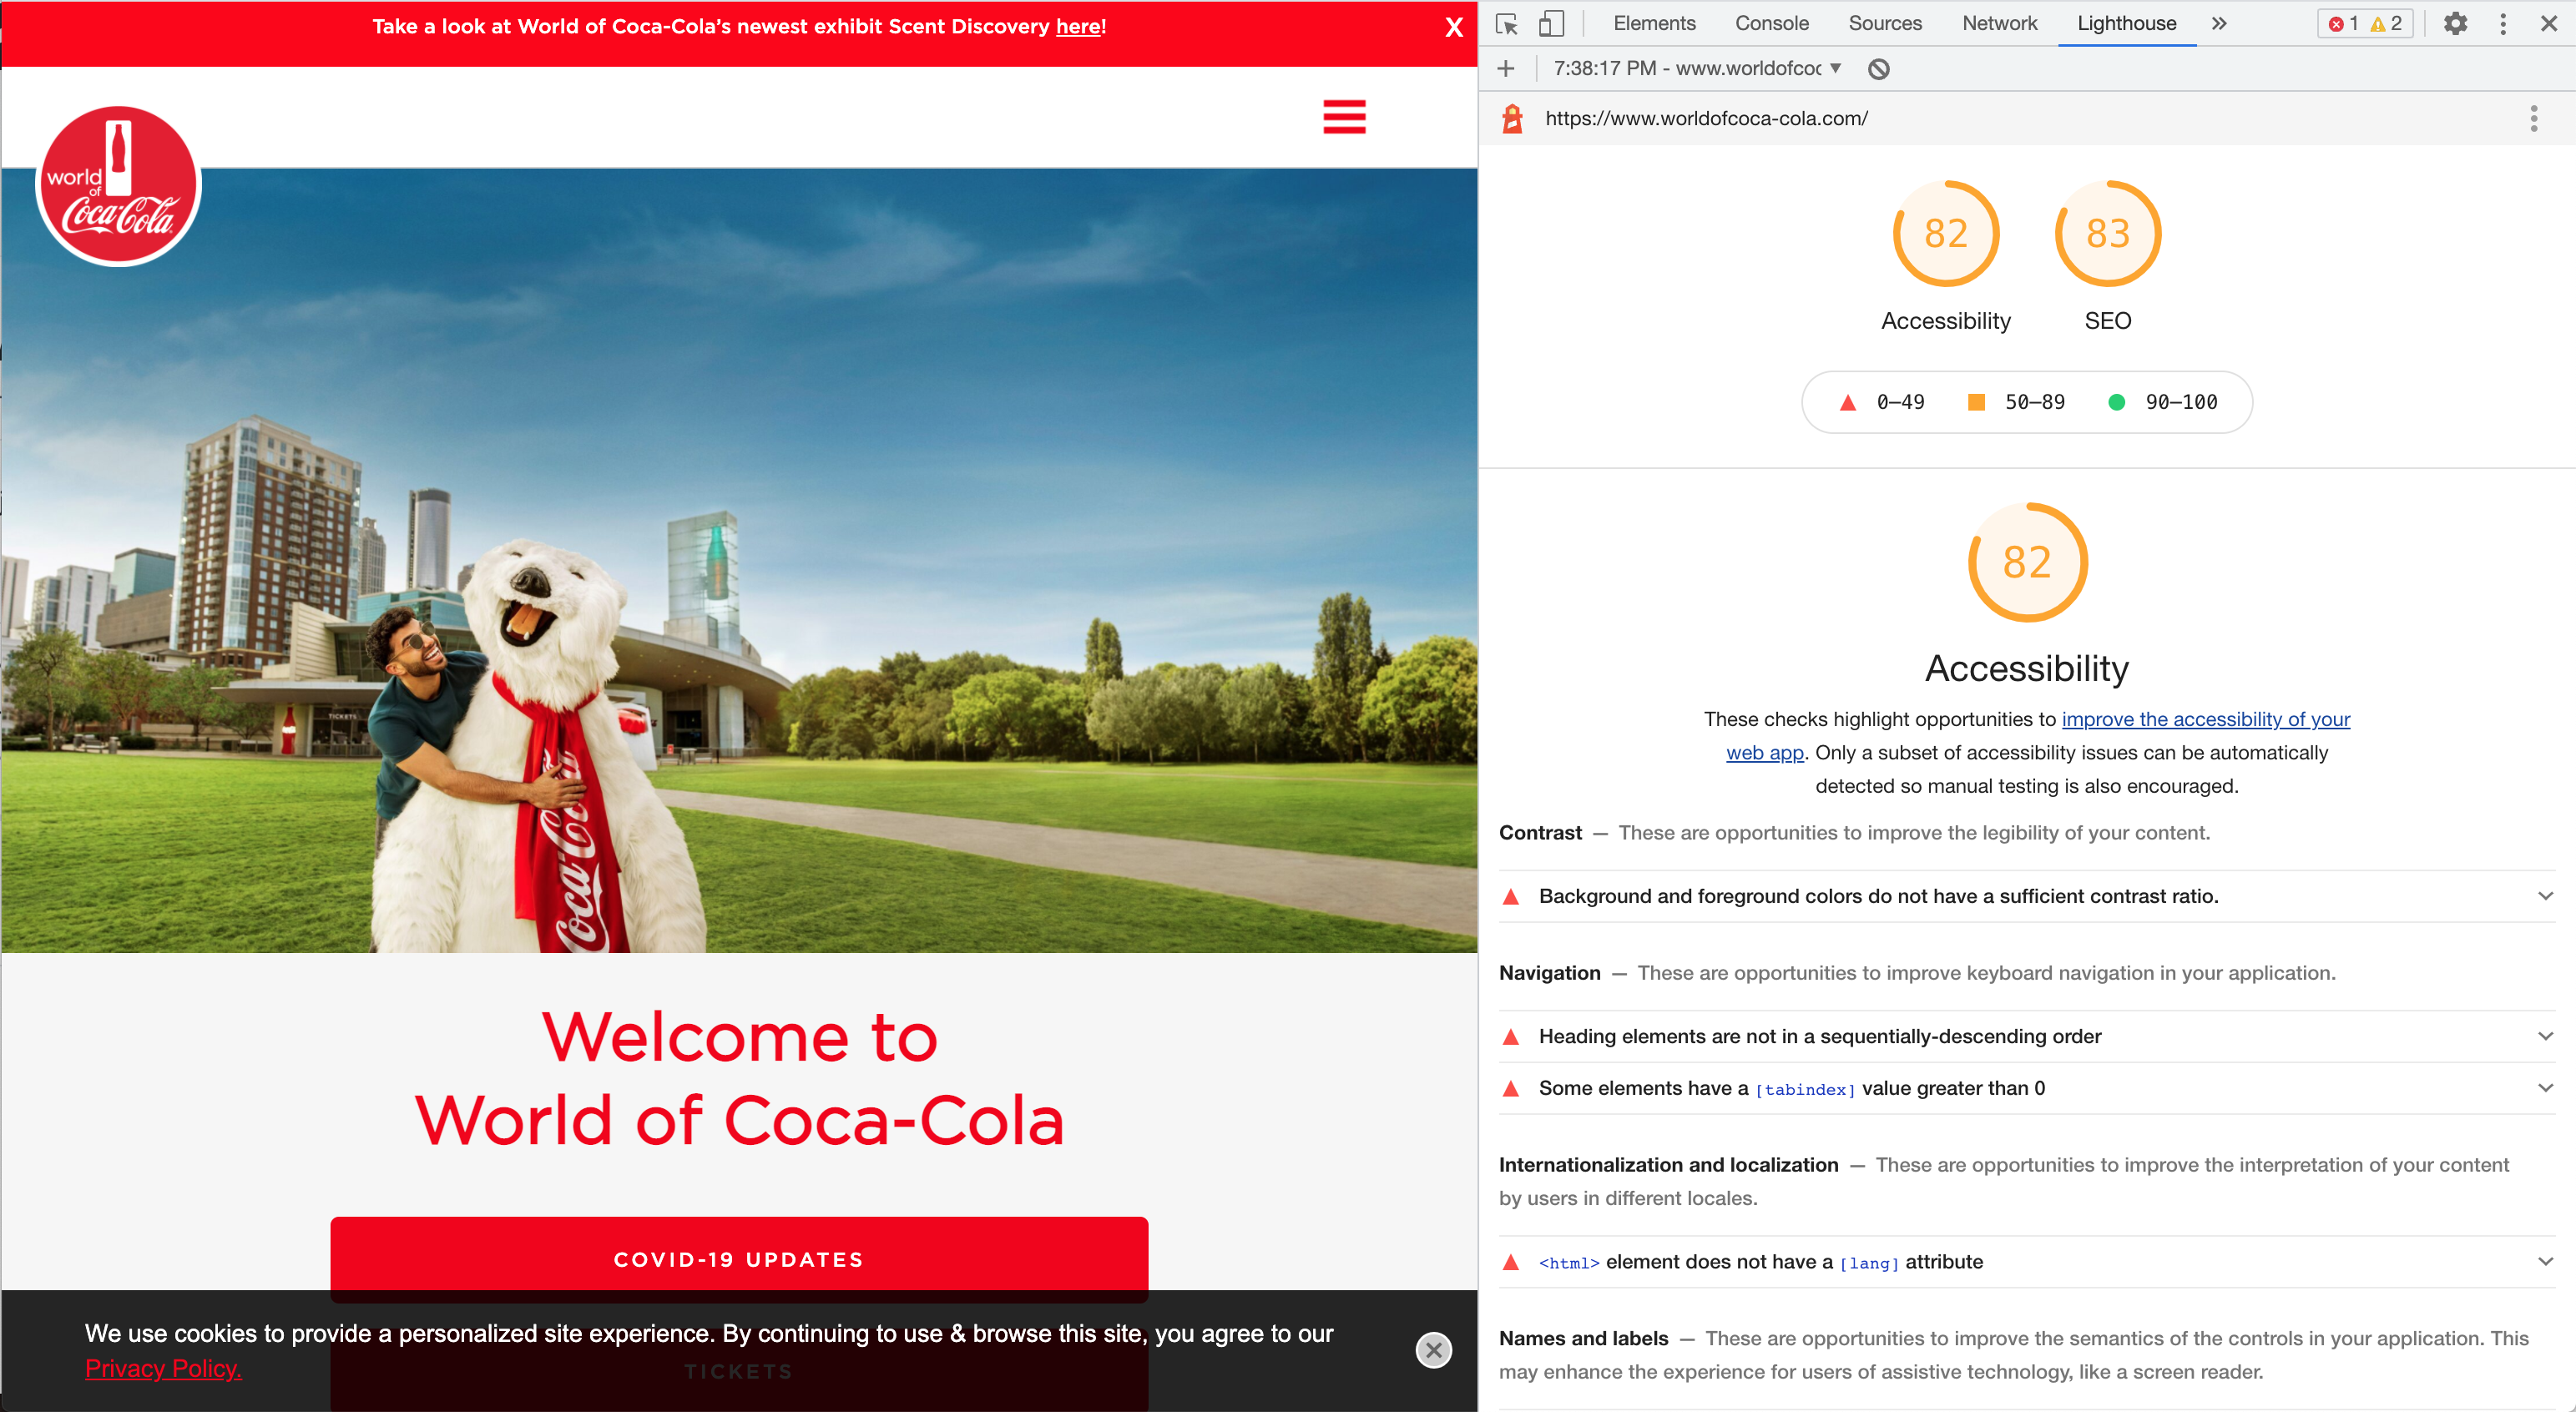 Take a look at World of Coca-Cola’s newest exhibit Scent Discovery here!
X
world
of
Coca-Cola
TICKETS
Coca-Cola
Welcome to
World of Coca-Cola
COVID-19 UPDATES
We use cookies to provide a personalized site experience. By continuing to use & browse this site, you agree to our
Privacy Policy.
TICKETS
Elements Console Sources Network Lighthouse » 1 2
+ 7:38:17 PM - www.worldofcoc
https://www.worldofcoca-cola.com/
82 83
Accessibility SEO
0–49 50–89 90–100
82
Accessibility
These checks highlight opportunities to improve the accessibility of your
web app. Only a subset of accessibility issues can be automatically
detected so manual testing is also encouraged.
Contrast — These are opportunities to improve the legibility of your content.
Background and foreground colors do not have a sufficient contrast ratio.
Navigation — These are opportunities to improve keyboard navigation in your application.
Heading elements are not in a sequentially-descending order
Some elements have a [tabindex] value greater than 0
Internationalization and localization — These are opportunities to improve the interpretation of your content
by users in different locales.
<html> element does not have a [lang] attribute
Names and labels — These are opportunities to improve the semantics of the controls in your application. This
may enhance the experience for users of assistive technology, like a screen reader.